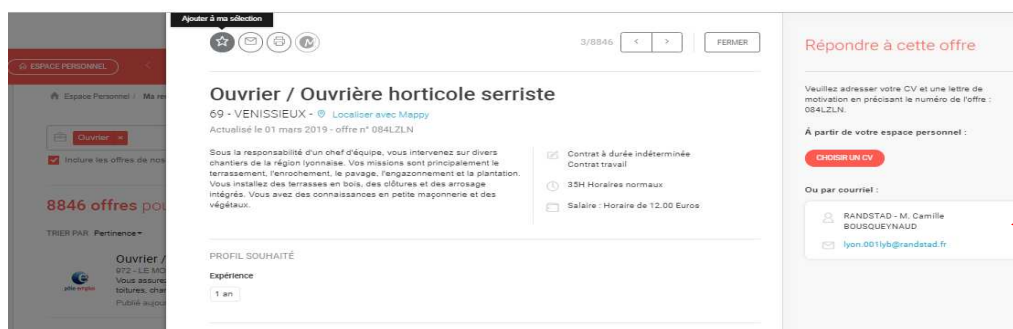 Ajouter à ma sélection
3/8846 < > FERMER
ESPACE PERSONNEL <
Espace Personnel / Ma
Ouvrier ×
Inclure les offres de nos
8846 offres
TRIER PAR Pertinence
Ouvrier /
972 - LE
pôle emploi
Vous
toitures,
Publié
Ouvrier / Ouvrière horticole serriste
69 - VENISSIEUX - Localiser avec Mappy
Actualisé le 01 mars 2019 - offre n° 084LZLN
Sous la responsabilité d'un chef d'équipe, vous intervenez sur divers
chantiers de la région lyonnaise. Vos missions sont principalement le
terrassement, l'enrochement, le pavage, l'engazonnement et la plantation.
Vous installez des terrasses en bois, des clôtures et des arrosage
intégrés. Vous avez des connaissances en petite maçonnerie et des
végétaux.
Contrat à durée indéterminée
Contrat travail
35H Horaires normaux
Salaire : Horaire de 12.00 Euros
PROFIL SOUHAITÉ
Expérience
1 an
Répondre à cette offre
Veuillez adresser votre CV et une lettre de
motivation en précisant le numéro de l'offre :
084LZLN.
À partir de votre espace personnel :
CHOISIR UN CV
Ou par courriel :
RANDSTAD - M. Camille
BOUSQUEYNAUD
lyon.001lyb@randstad.fr